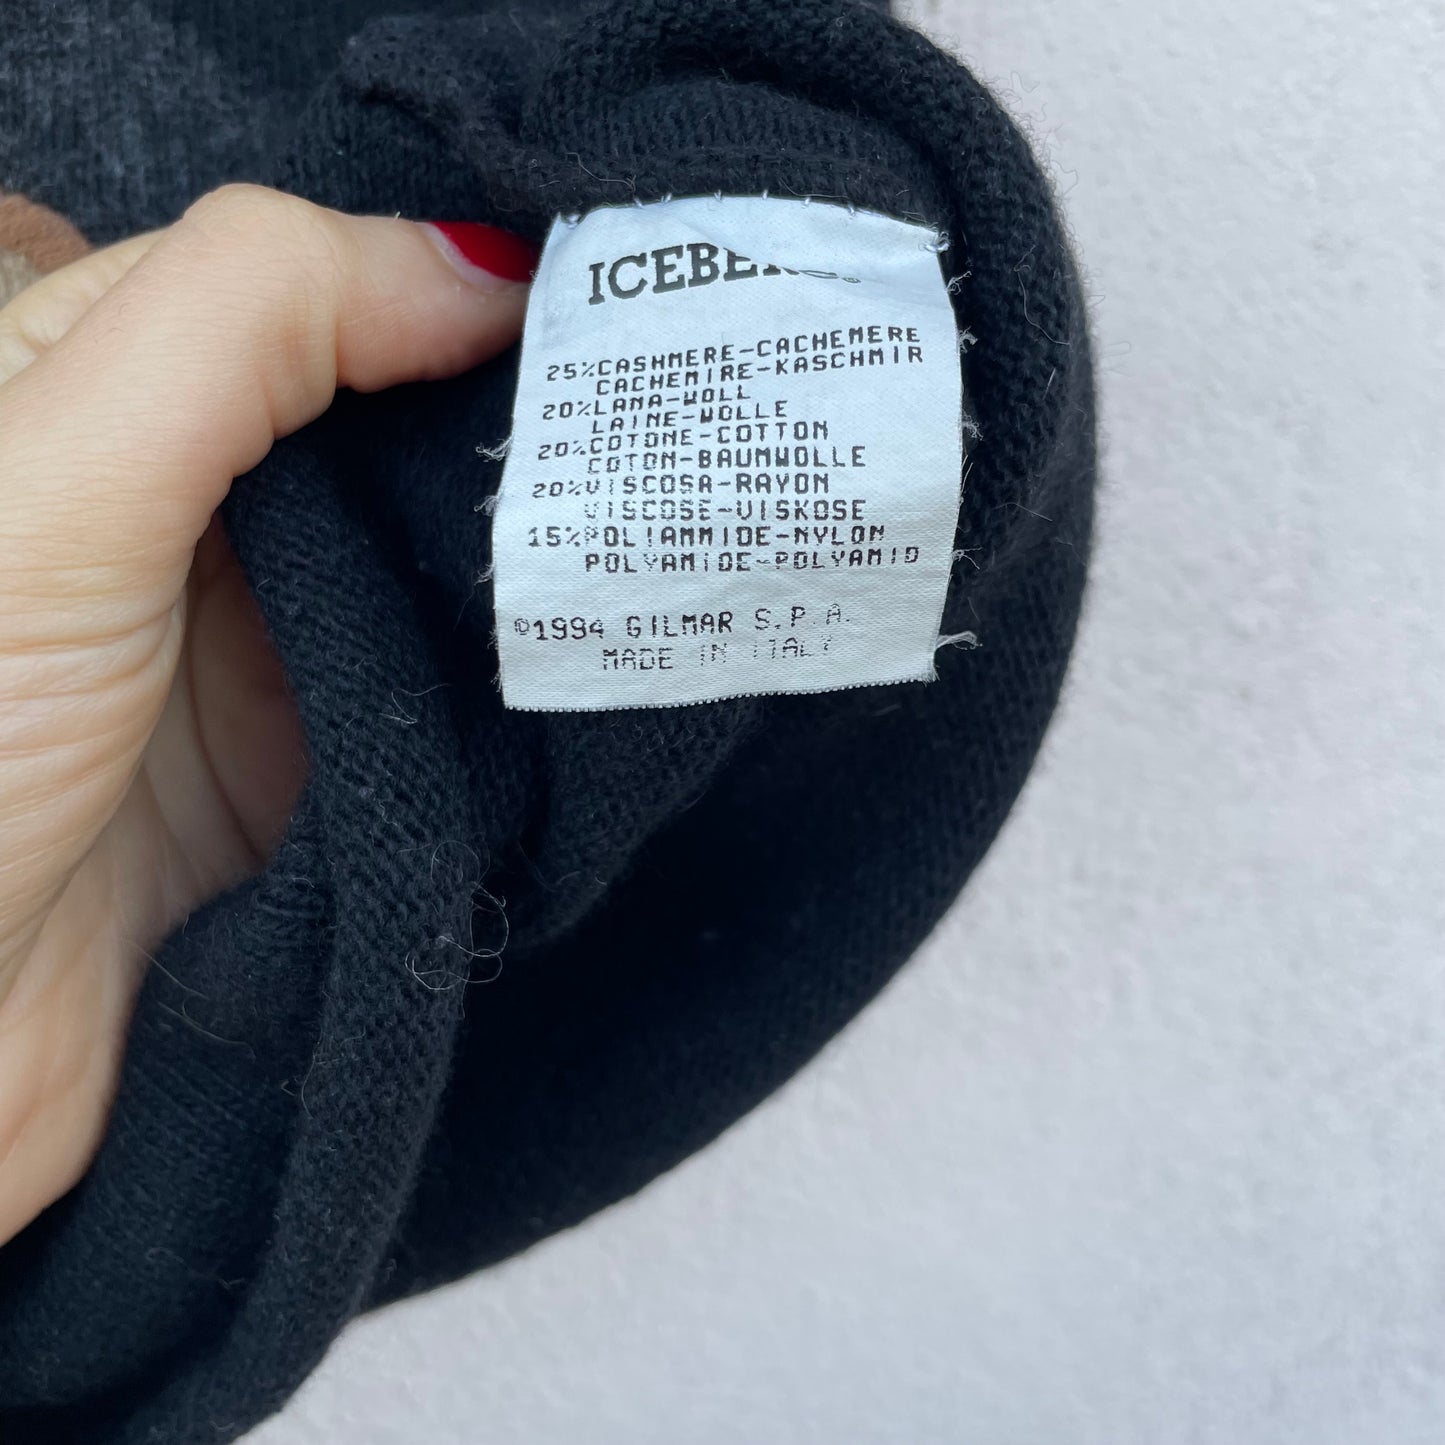 ICEBERG®
25%CASHMERE-CACHEMERE
CACHEMIRE-KASCHMIR
20%LANA-WOLL
LAINE-WOLLE
20%COTONE-COTTON
COTON-BAUMWOLLE
20%VISCOSA-RAYON
VISCOSE-VISKOSE
15%POLIAMMIDE-NYLON
POLYAMIDE-POLYAMID
©1994 GILMAR S.P.A.
MADE IN ITALY